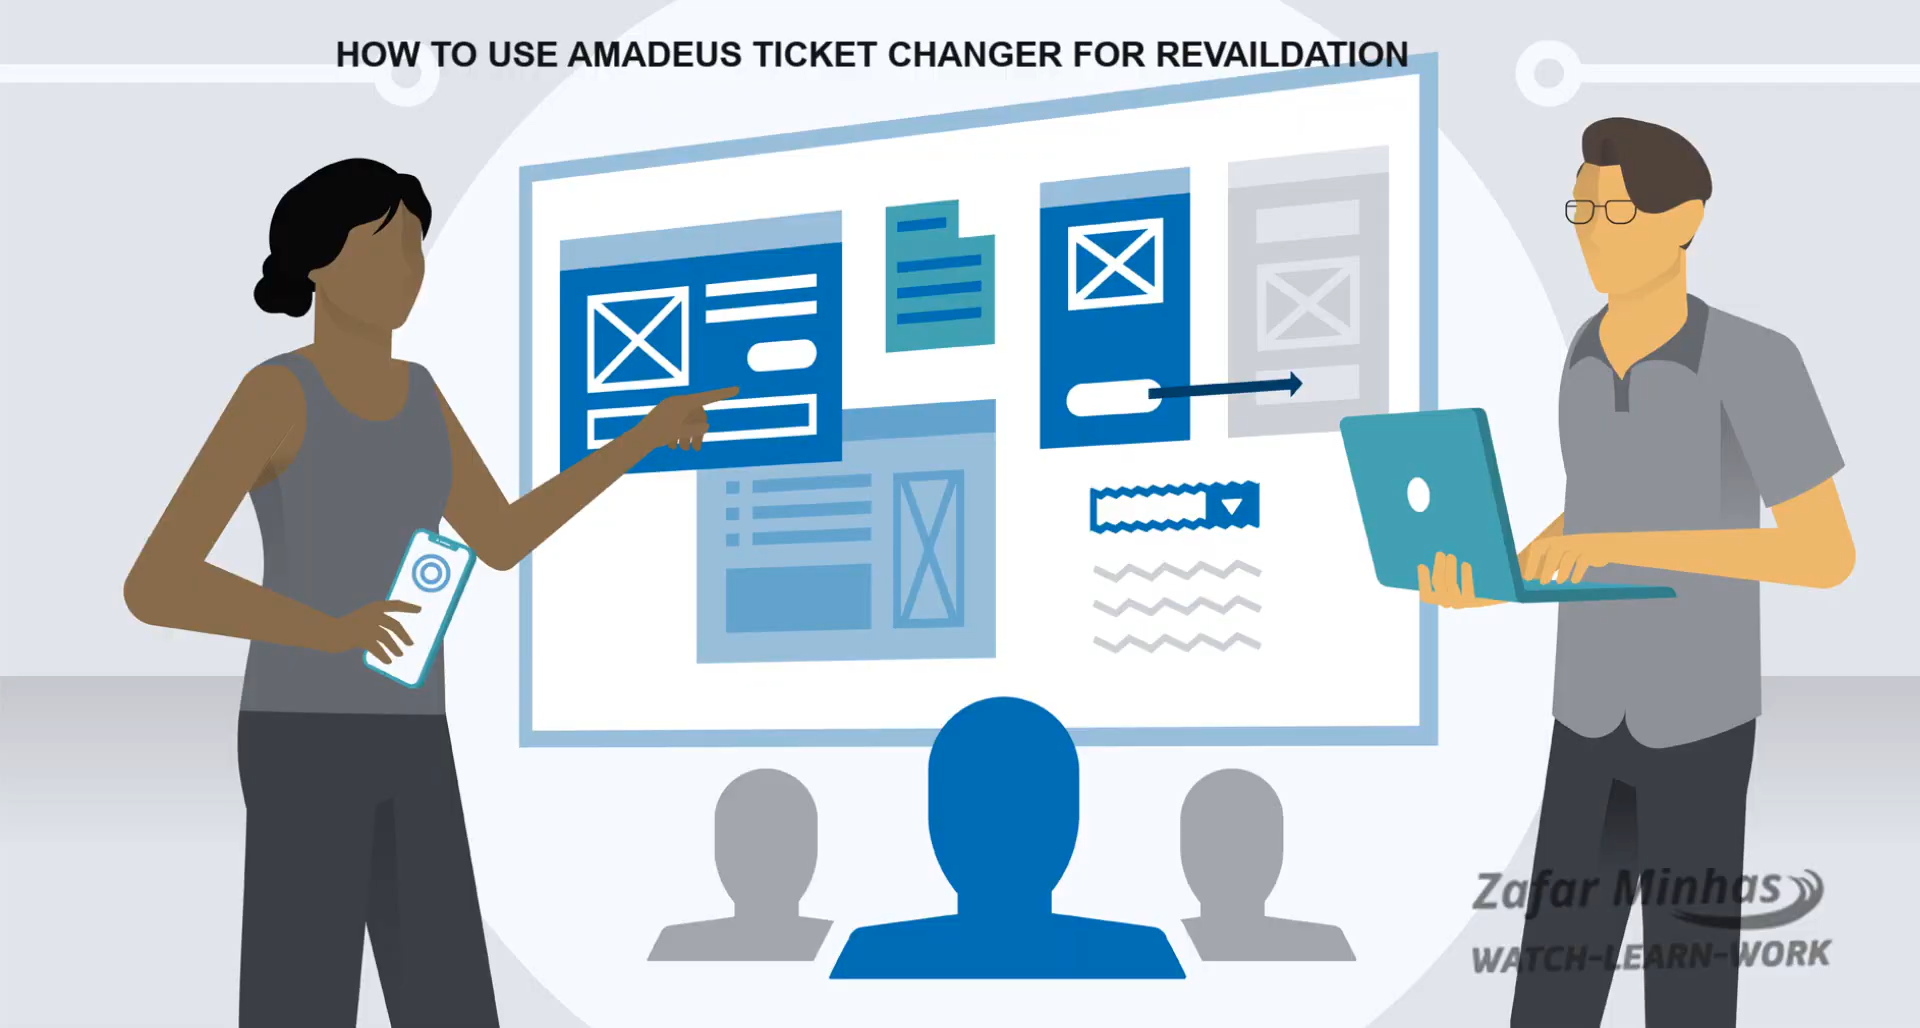 HOW TO USE AMADEUS TICKET CHANGER FOR REVAILDATION
Zafar Minhas
WATCH-LEARN-WORK